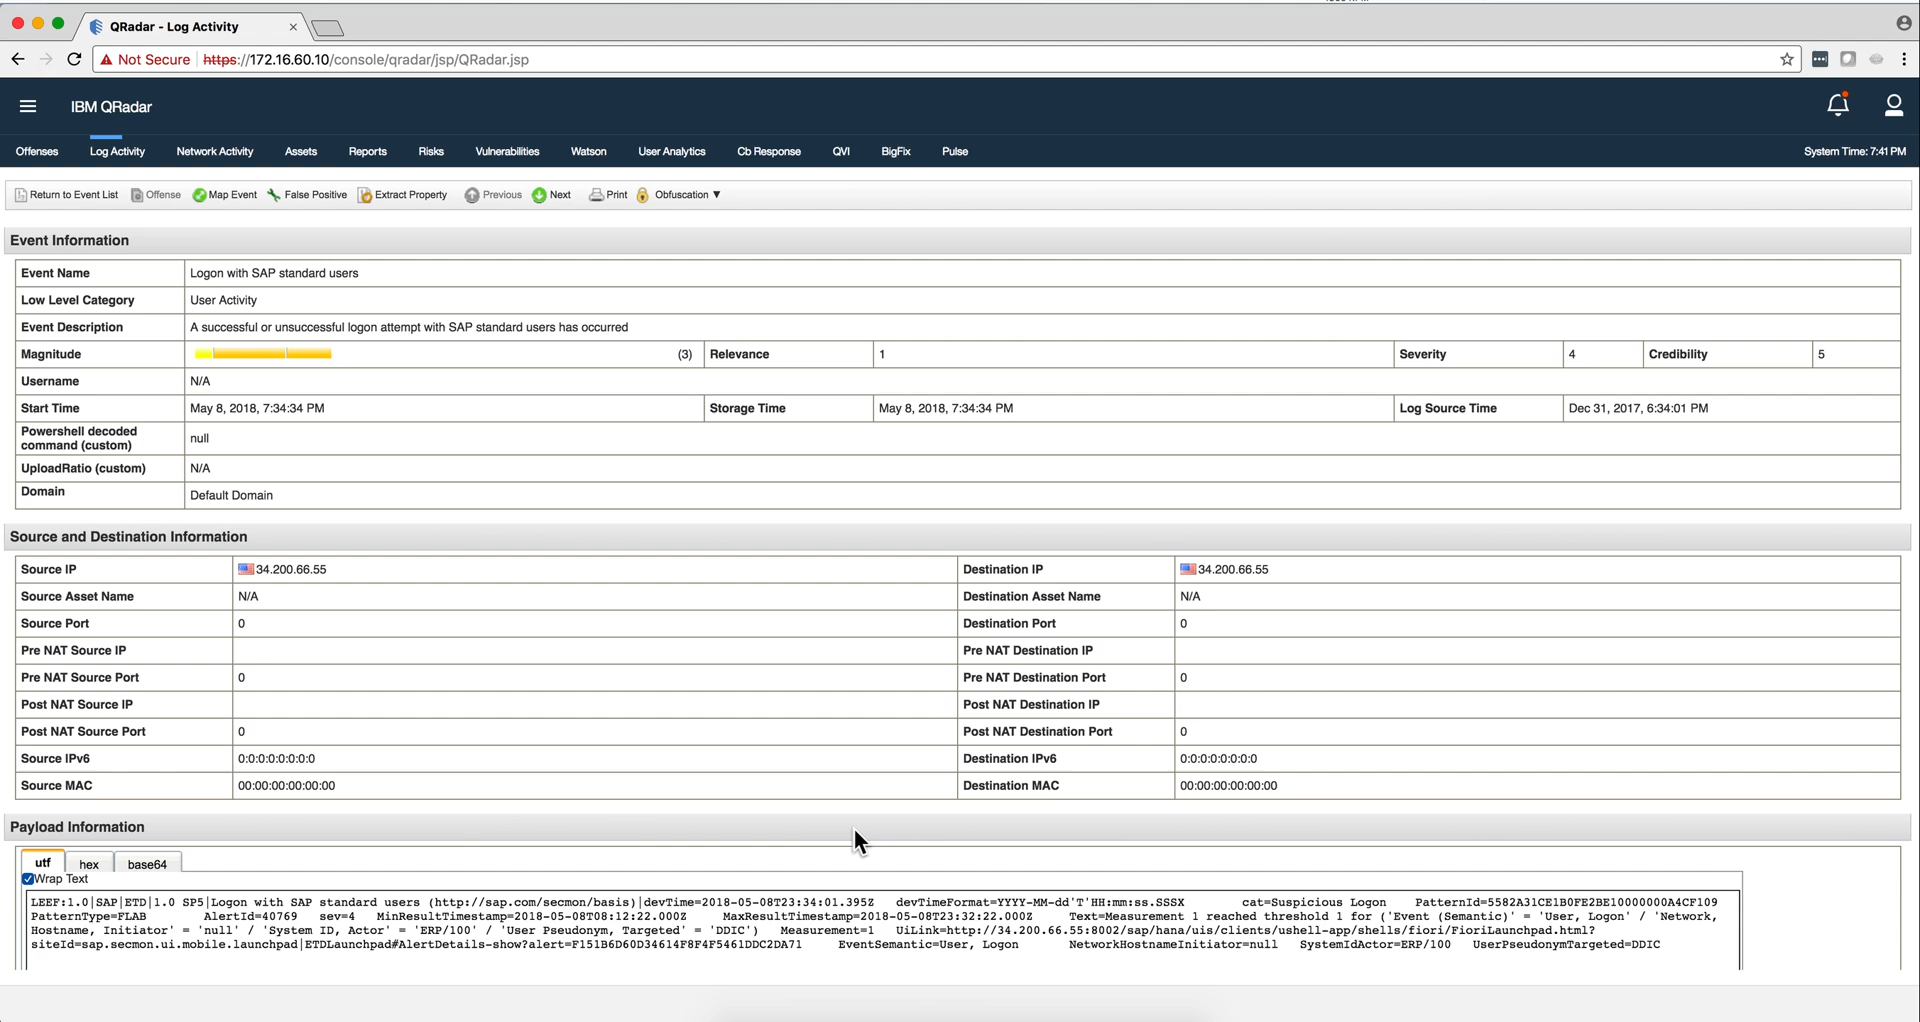 QRadar - Log Activity
Not Secure https://172.16.60.10/console/qradar/jsp/QRadar.jsp
IBM QRadar
Offenses Log Activity Network Activity Assets Reports Risks Vulnerabilities Watson User Analytics Cb Response QVI BigFix Pulse System Time: 7:41 PM
Return to Event List Offense Map Event False Positive Extract Property Previous Next Print Obfuscation ▼
Event Information
Event Name Logon with SAP standard users
Low Level Category User Activity
Event Description A successful or unsuccessful logon attempt with SAP standard users has occurred
Magnitude (3) Relevance 1 Severity 4 Credibility 5
Username N/A
Start Time May 8, 2018, 7:34:34 PM Storage Time May 8, 2018, 7:34:34 PM Log Source Time Dec 31, 2017, 6:34:01 PM
Powershell decoded
command (custom) null
UploadRatio (custom) N/A
Domain Default Domain
Source and Destination Information
Source IP 34.200.66.55 Destination IP 34.200.66.55
Source Asset Name N/A Destination Asset Name N/A
Source Port 0 Destination Port 0
Pre NAT Source IP Pre NAT Destination IP
Pre NAT Source Port 0 Pre NAT Destination Port 0
Post NAT Source IP Post NAT Destination IP
Post NAT Source Port 0 Post NAT Destination Port 0
Source IPv6 0:0:0:0:0:0:0:0 Destination IPv6 0:0:0:0:0:0:0:0
Source MAC 00:00:00:00:00:00 Destination MAC 00:00:00:00:00:00
Payload Information
utf hex base64
Wrap Text
LEEF:1.0|SAP|ETD|1.0 SP5|Logon with SAP standard users (http://sap.com/secmon/basis)|devTime=2018-05-08T23:34:01.395Z devTimeFormat=YYYY-MM-dd'T'HH:mm:ss.SSSX cat=Suspicious Logon PatternId=5582A31CE1B0FE2BE10000000A4CF109
PatternType=FLAB AlertId=40769 sev=4 MinResultTimestamp=2018-05-08T08:12:22.000Z MaxResultTimestamp=2018-05-08T23:32:22.000Z Text=Measurement 1 reached threshold 1 for ('Event (Semantic)' = 'User, Logon' / 'Network,
Hostname, Initiator' = 'null' / 'System ID, Actor' = 'ERP/100' / 'User Pseudonym, Targeted' = 'DDIC') Measurement=1 UiLink=http://34.200.66.55:8002/sap/hana/uis/clients/ushell-app/shells/fiori/FioriLaunchpad.html?
siteId=sap.secmon.ui.mobile.launchpad|ETDLaunchpad#AlertDetails-show?alert=F151B6D60D34614F8F4F5461DDC2DA71 EventSemantic=User, Logon NetworkHostnameInitiator=null SystemIdActor=ERP/100 UserPseudonymTargeted=DDIC